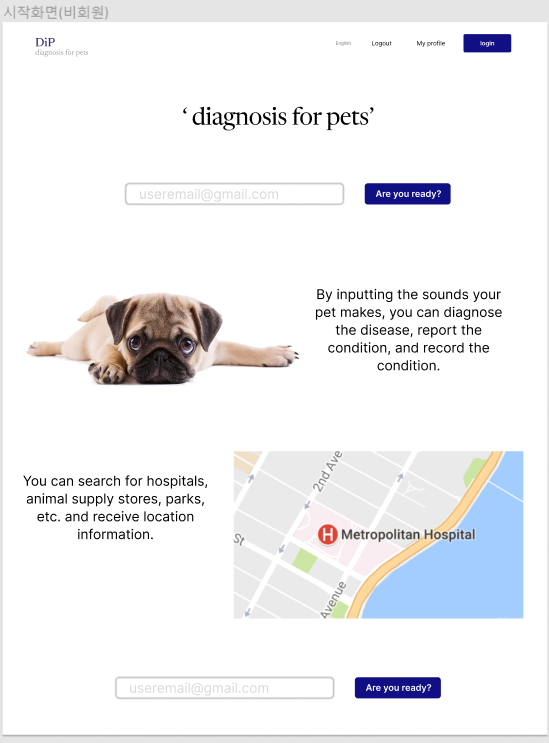 시작화면(비회원)
DiP
diagnosis for pets
English
Logout
My profile
login
‘ diagnosis for pets’
useremail@gmail.com
Are you ready?
By inputting the sounds your
pet makes, you can diagnose
the disease, report the
condition, and record the
condition.
You can search for hospitals,
animal supply stores, parks,
etc. and receive location
information.
2nd Ave
H
Metropolitan Hospital
St
Avenue
useremail@gmail.com
Are you ready?